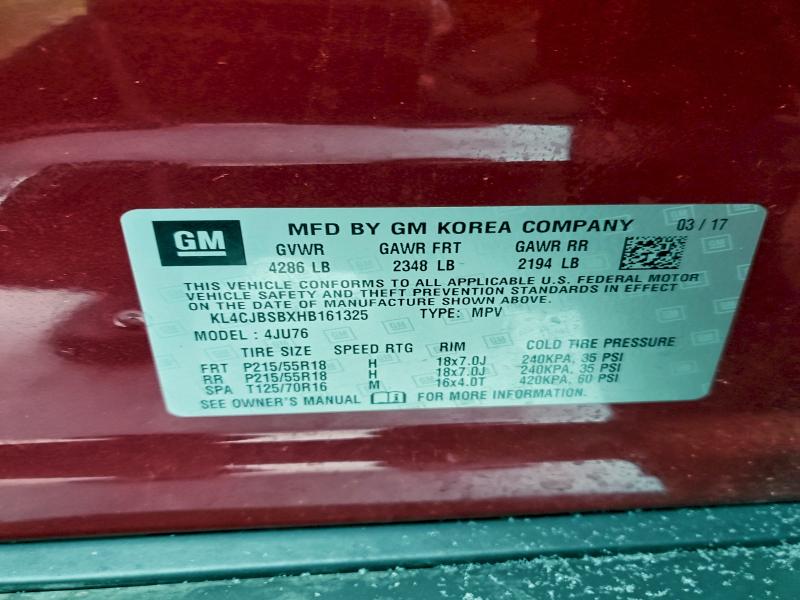 GM MFD BY GM KOREA COMPANY 03 / 17
GVWR GAWR FRT GAWR RR
4286 LB 2348 LB 2194 LB
THIS VEHICLE CONFORMS TO ALL APPLICABLE U.S. FEDERAL MOTOR
VEHICLE SAFETY AND THEFT PREVENTION STANDARDS IN EFFECT
ON THE DATE OF MANUFACTURE SHOWN ABOVE.
KL4CJBSBXHB161325 TYPE: MPV
MODEL : 4JU76
TIRE SIZE SPEED RTG RIM COLD TIRE PRESSURE
FRT P215/55R18 H 18x7.0J 240KPA, 35 PSI
RR P215/55R18 H 18x7.0J 240KPA, 35 PSI
SPA T125/70R16 M 16x4.0T 420KPA, 60 PSI
SEE OWNER'S MANUAL FOR MORE INFORMATION.